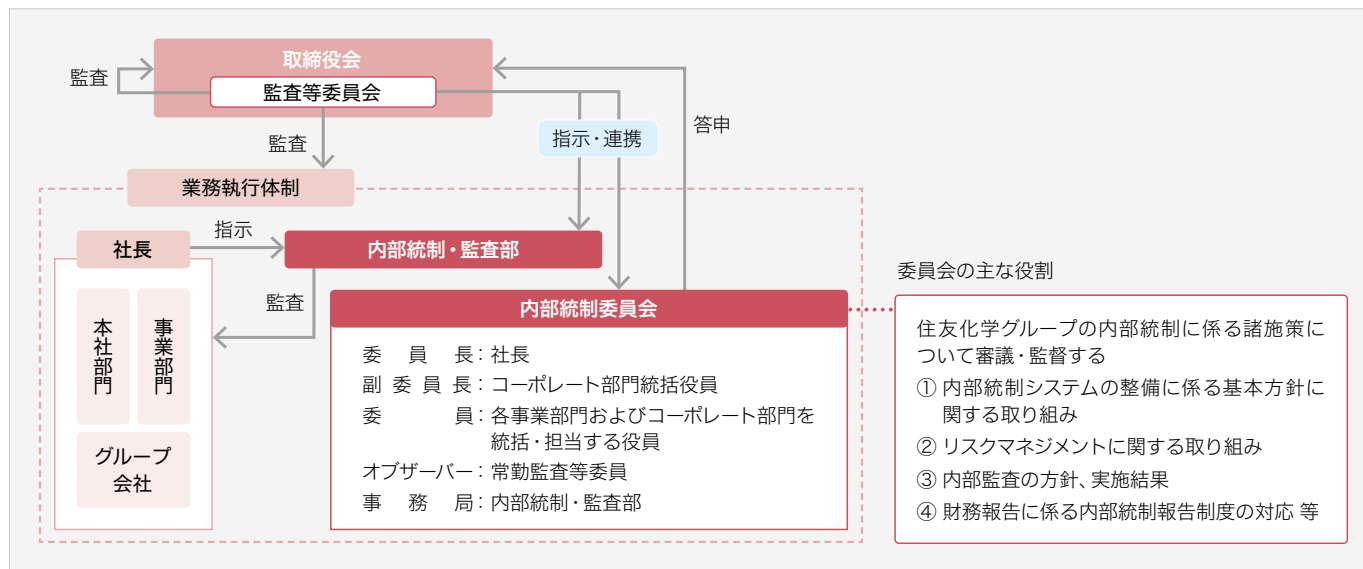 取締役会
監査
監査等委員会
監査
指示・連携
答申
業務執行体制
指示
社長
内部統制・監査部
監査
本社部門
事業部門
グループ
会社
内部統制委員会
委員長：社長
副委員長：コーポレート部門統括役員
委員：各事業部門およびコーポレート部門を
統括・担当する役員
オブザーバー：常勤監査等委員
事務局：内部統制・監査部
委員会の主な役割
住友化学グループの内部統制に係る諸施策に
ついて審議・監督する
① 内部統制システムの整備に係る基本方針に
関する取り組み
② リスクマネジメントに関する取り組み
③ 内部監査の方針、実施結果
④ 財務報告に係る内部統制報告制度の対応 等